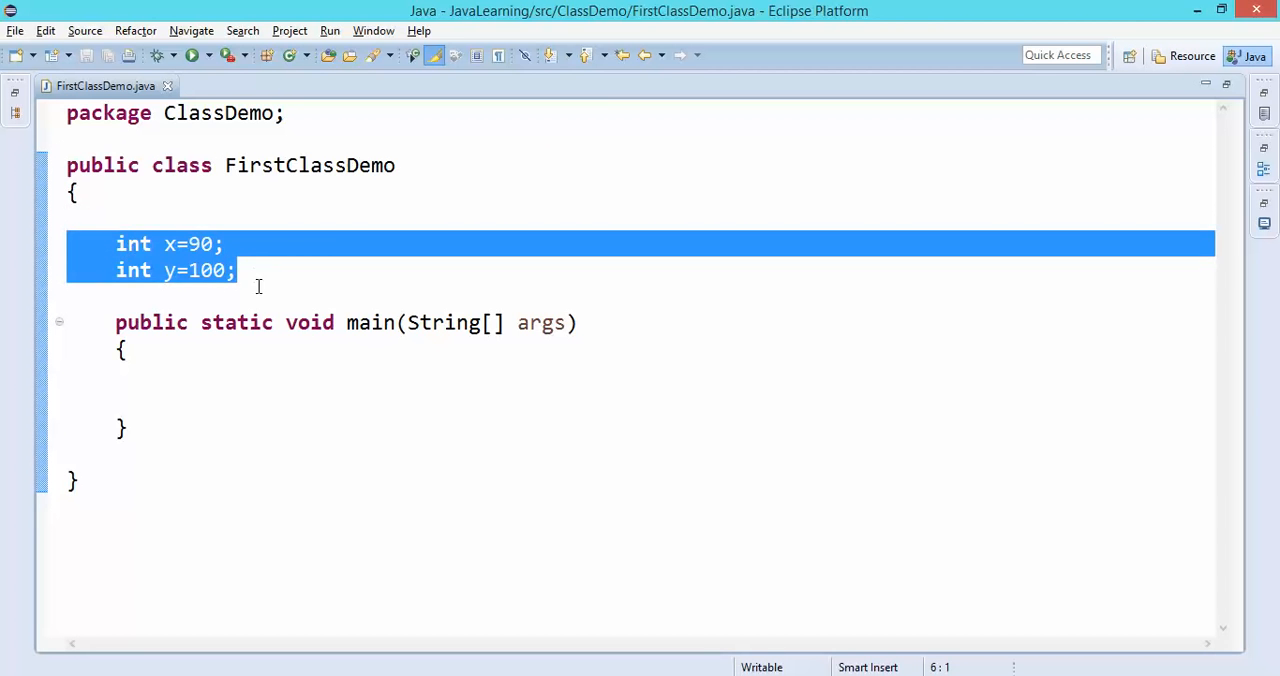 Java - JavaLearning/src/ClassDemo/FirstClassDemo.java - Eclipse Platform
File Edit Source Refactor Navigate Search Project Run Window Help
Quick Access Resource Java
FirstClassDemo.java
package ClassDemo;
public class FirstClassDemo
{
int x=90;
int y=100;
public static void main(String[] args)
{
}
}
Writable Smart Insert 6 : 1